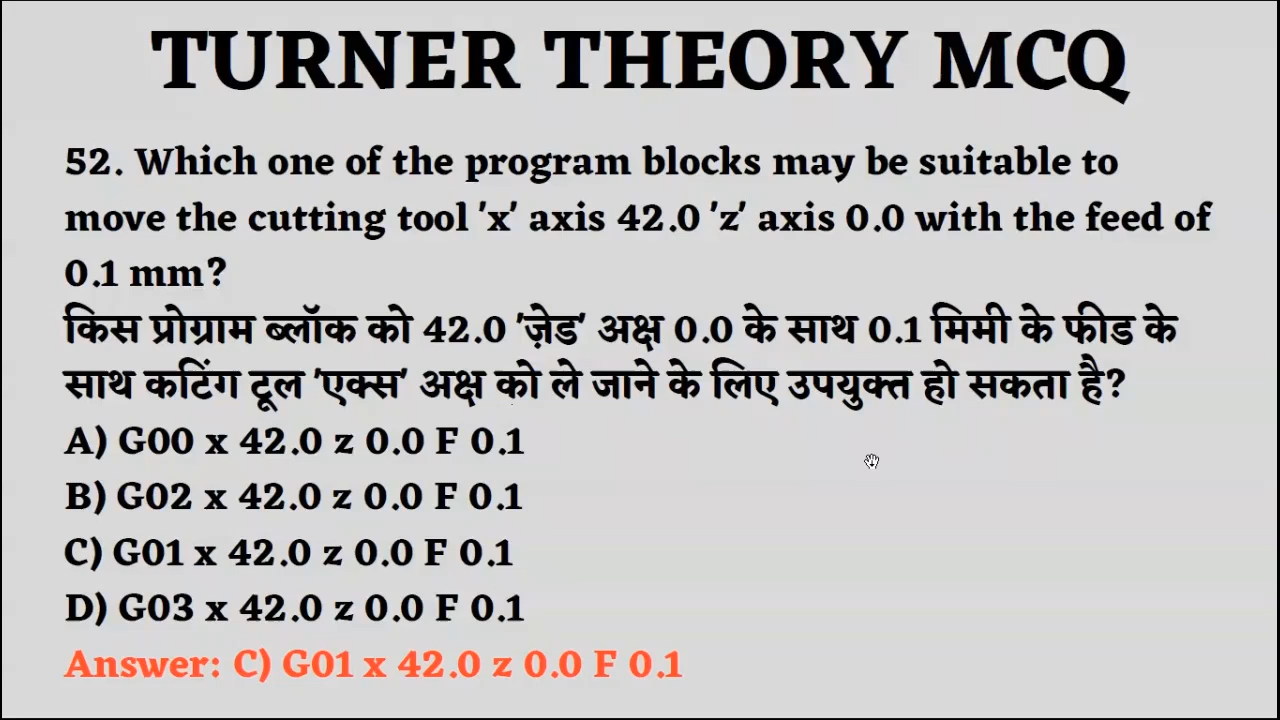 TURNER THEORY MCQ
52. Which one of the program blocks may be suitable to
move the cutting tool 'x' axis 42.0 'z' axis 0.0 with the feed of
0.1 mm?
किस प्रोग्राम ब्लॉक को 42.0 'ज़ेड' अक्ष 0.0 के साथ 0.1 मिमी के फीड के
साथ कटिंग टूल 'एक्स' अक्ष को ले जाने के लिए उपयुक्त हो सकता है?
A) G00 x 42.0 z 0.0 F 0.1
B) G02 x 42.0 z 0.0 F 0.1
C) G01 x 42.0 z 0.0 F 0.1
D) G03 x 42.0 z 0.0 F 0.1
Answer: C) G01 x 42.0 z 0.0 F 0.1